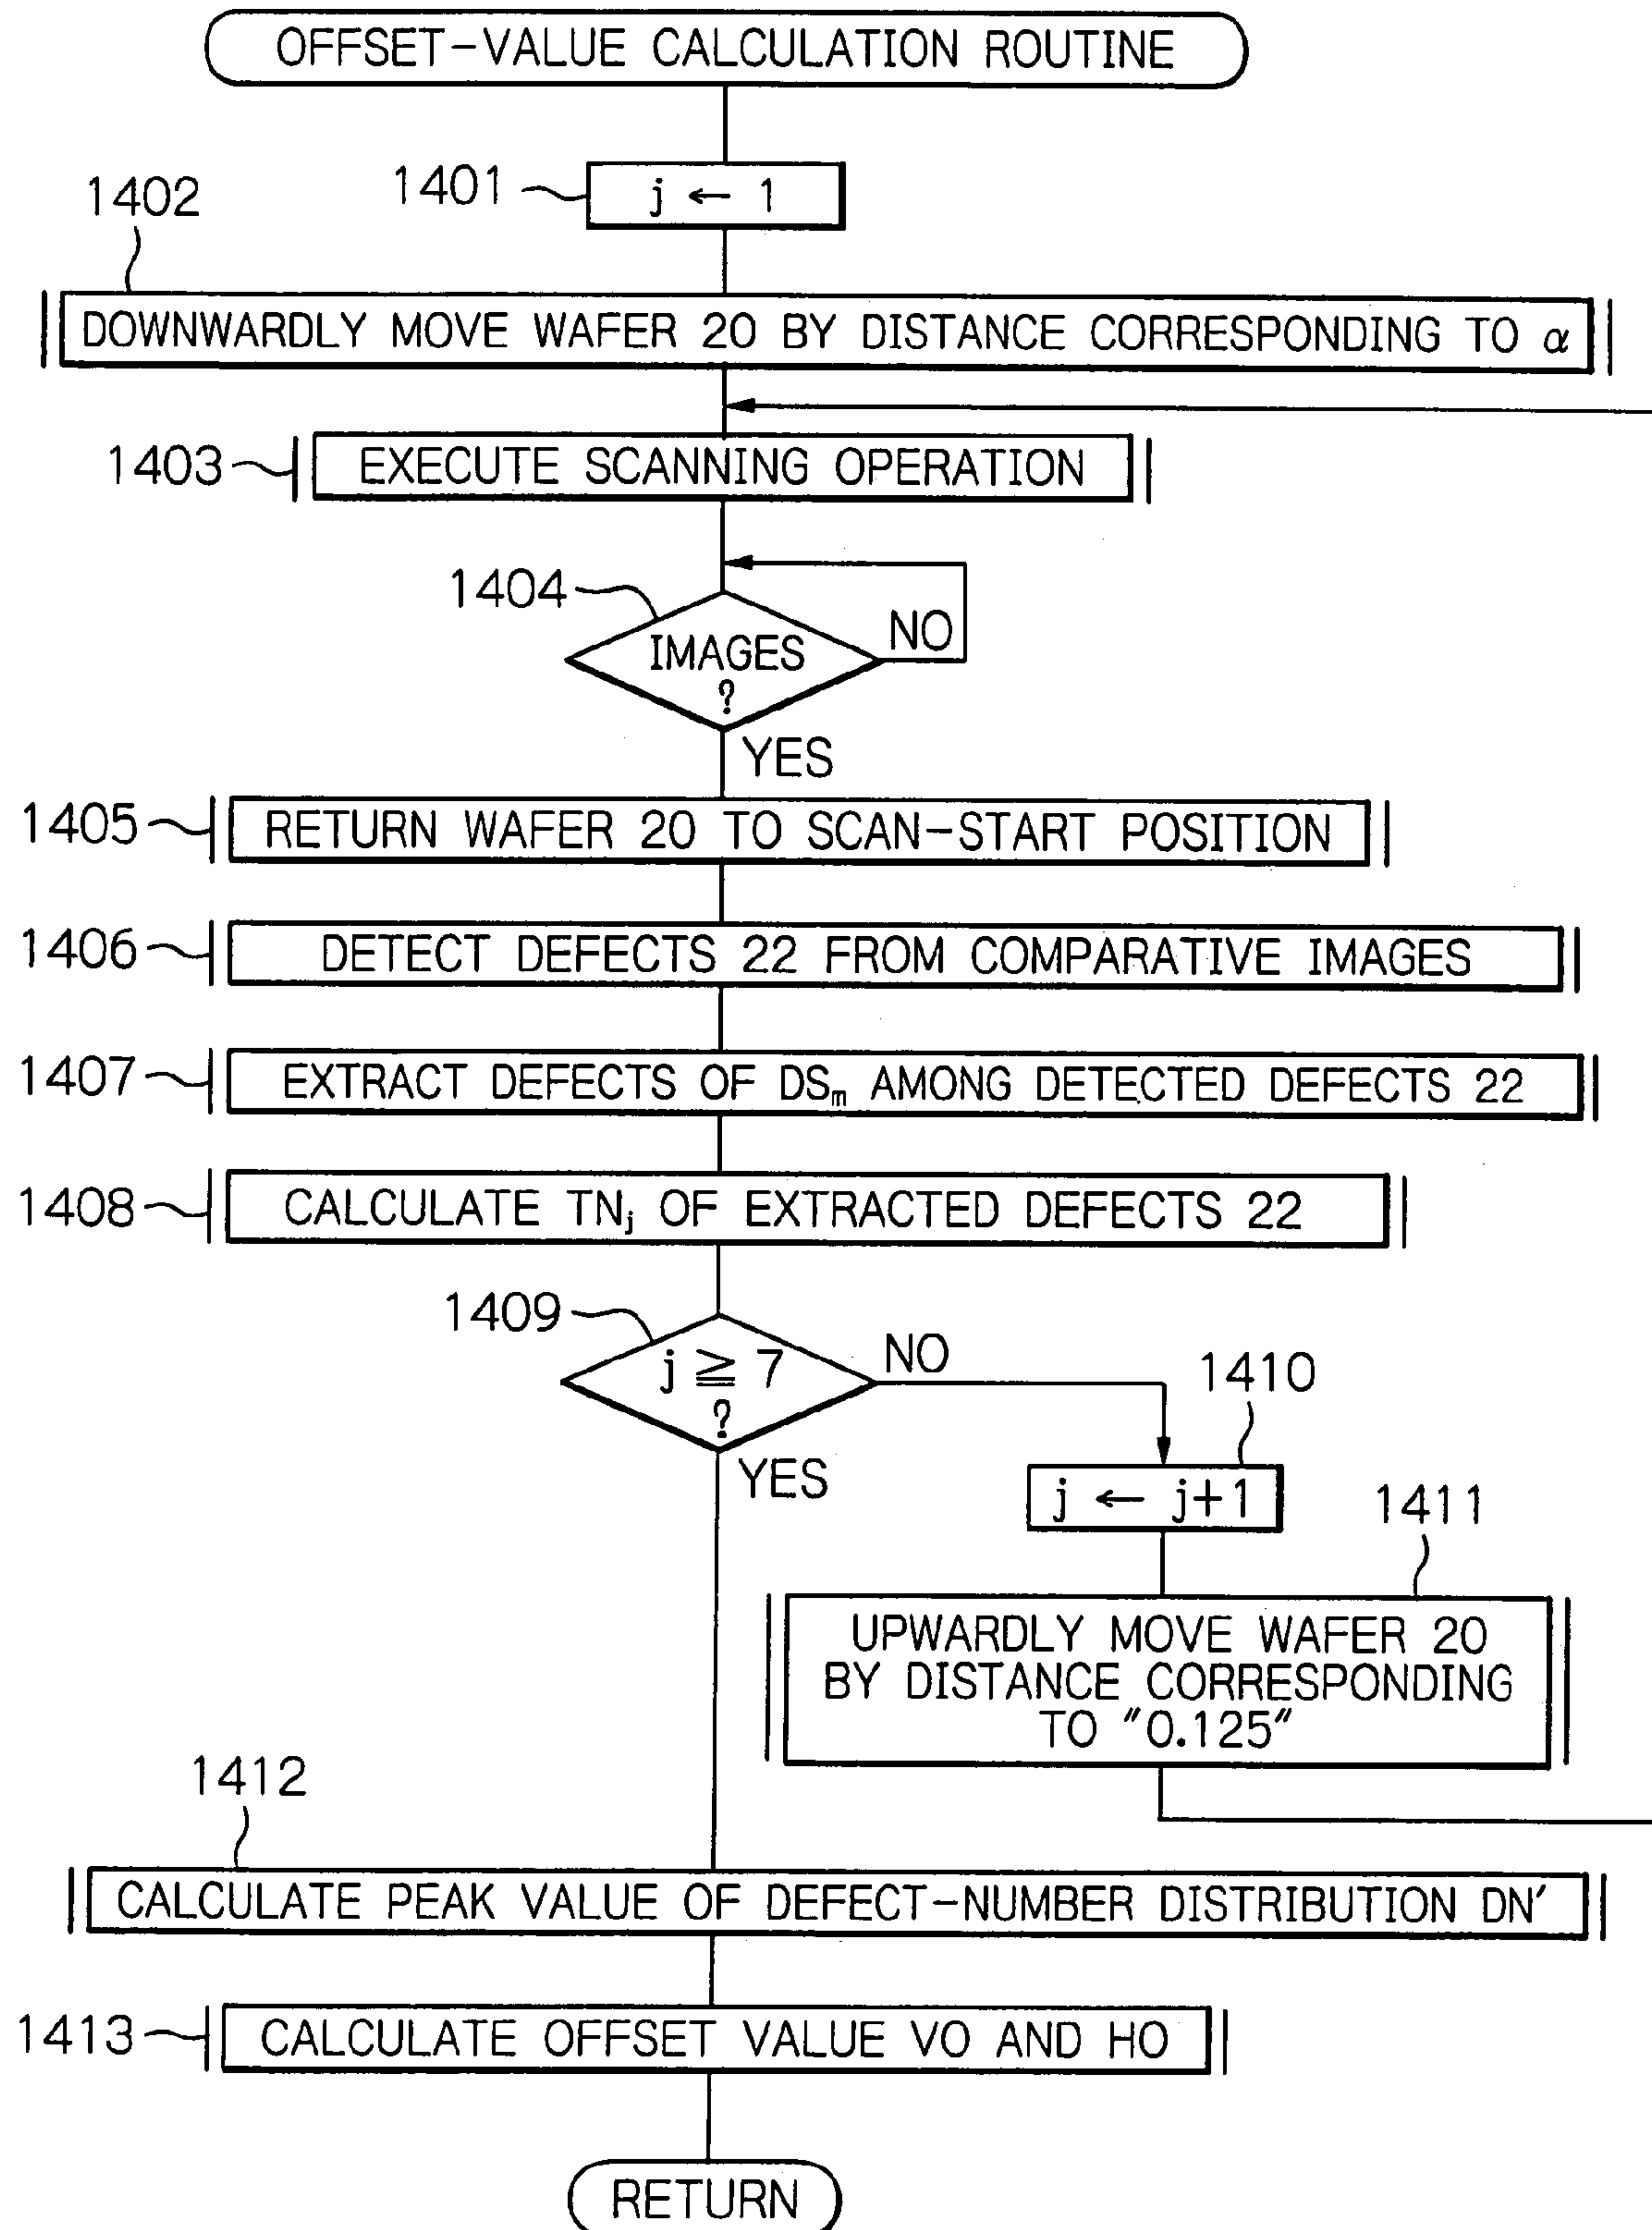 OFFSET-VALUE CALCULATION ROUTINE
1401
j ← 1
1402
DOWNWARDLY MOVE WAFER 20 BY DISTANCE CORRESPONDING TO α
1403
EXECUTE SCANNING OPERATION
1404
IMAGES
?
NO
YES
1405
RETURN WAFER 20 TO SCAN-START POSITION
1406
DETECT DEFECTS 22 FROM COMPARATIVE IMAGES
1407
EXTRACT DEFECTS OF DSₘ AMONG DETECTED DEFECTS 22
1408
CALCULATE TNⱼ OF EXTRACTED DEFECTS 22
1409
j ≧ 7
?
NO
YES
1410
j ← j+1
1411
UPWARDLY MOVE WAFER 20
BY DISTANCE CORRESPONDING
TO "0.125"
1412
CALCULATE PEAK VALUE OF DEFECT-NUMBER DISTRIBUTION DN′
1413
CALCULATE OFFSET VALUE VO AND HO
RETURN